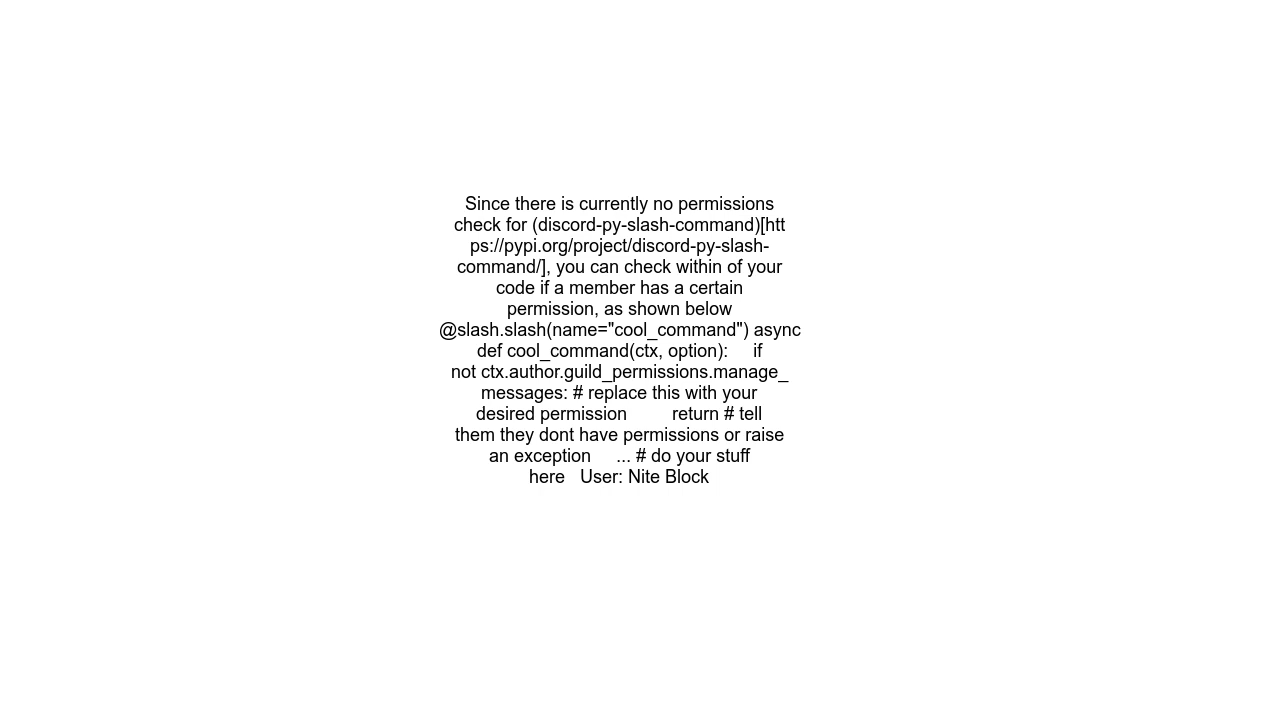 Since there is currently no permissions
check for (discord-py-slash-command)[htt
ps://pypi.org/project/discord-py-slash-
command/], you can check within of your
code if a member has a certain
permission, as shown below
@slash.slash(name="cool_command") async
def cool_command(ctx, option):     if
not ctx.author.guild_permissions.manage_
messages: # replace this with your
desired permission         return # tell
them they dont have permissions or raise
an exception     ... # do your stuff
here   User: Nite Block